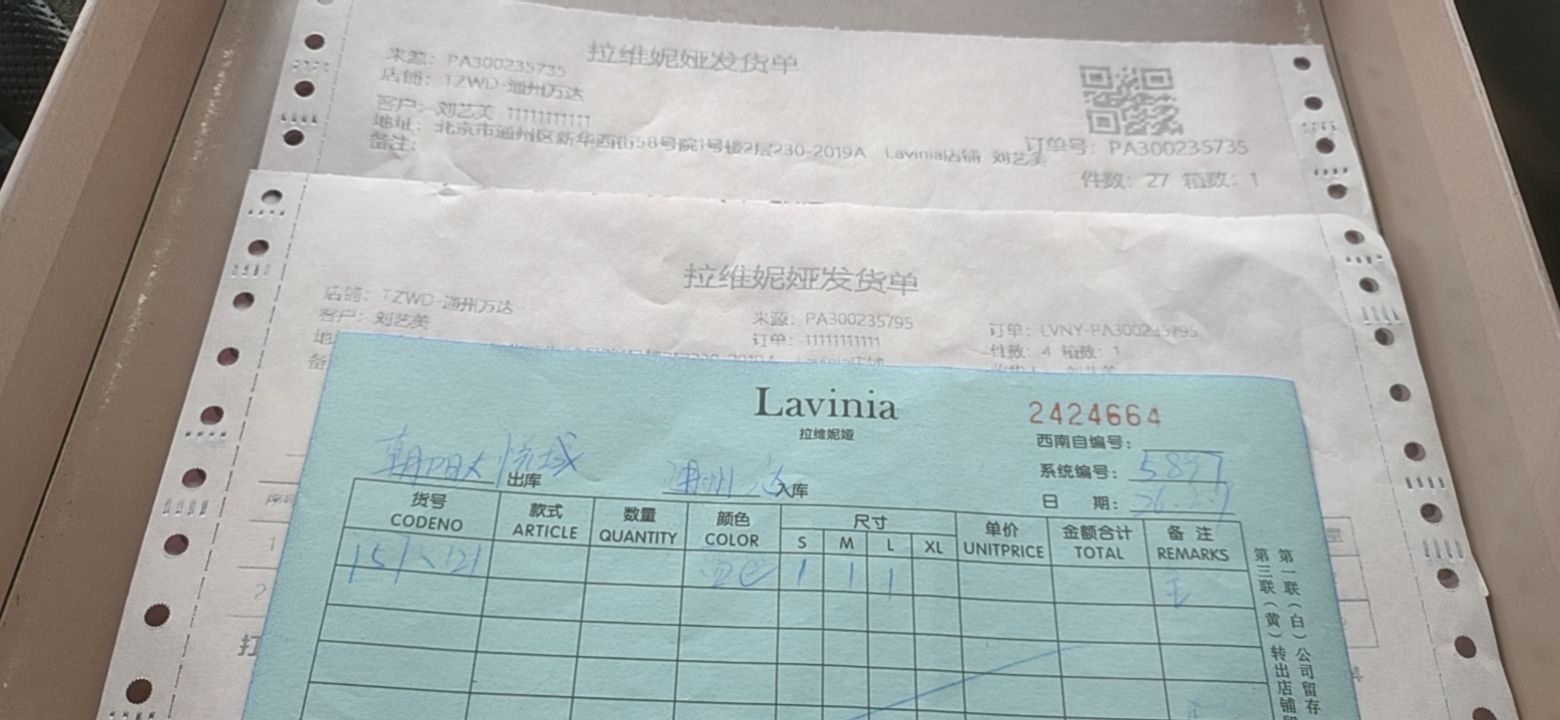 拉维妮娅发货单
来源：PA300235735
店铺：TZWD-通州万达
客户：刘艺美 11111111111
地址：北京市通州区新华西街58号院1号楼2层230-2019A Lavinia店铺 刘艺美
备注：
订单号：PA300235735
件数：27 箱数：1
拉维妮娅发货单
店铺：TZWD-通州万达
客户：刘艺美
来源：PA300235795
订单：11111111111
订单：LVNY-PA300235795
件数：4 箱数：1
Lavinia
拉维妮娅
2424664
西南自编号：
系统编号：5897
日 期：
朝阳大悦城 出库
通州 入库
货号 款式 数量 颜色 尺寸 单价 金额合计 备 注
CODENO ARTICLE QUANTITY COLOR S M L XL UNITPRICE TOTAL REMARKS
1 1 1
第一联（白）公司留存
第三联（黄）转出店铺留